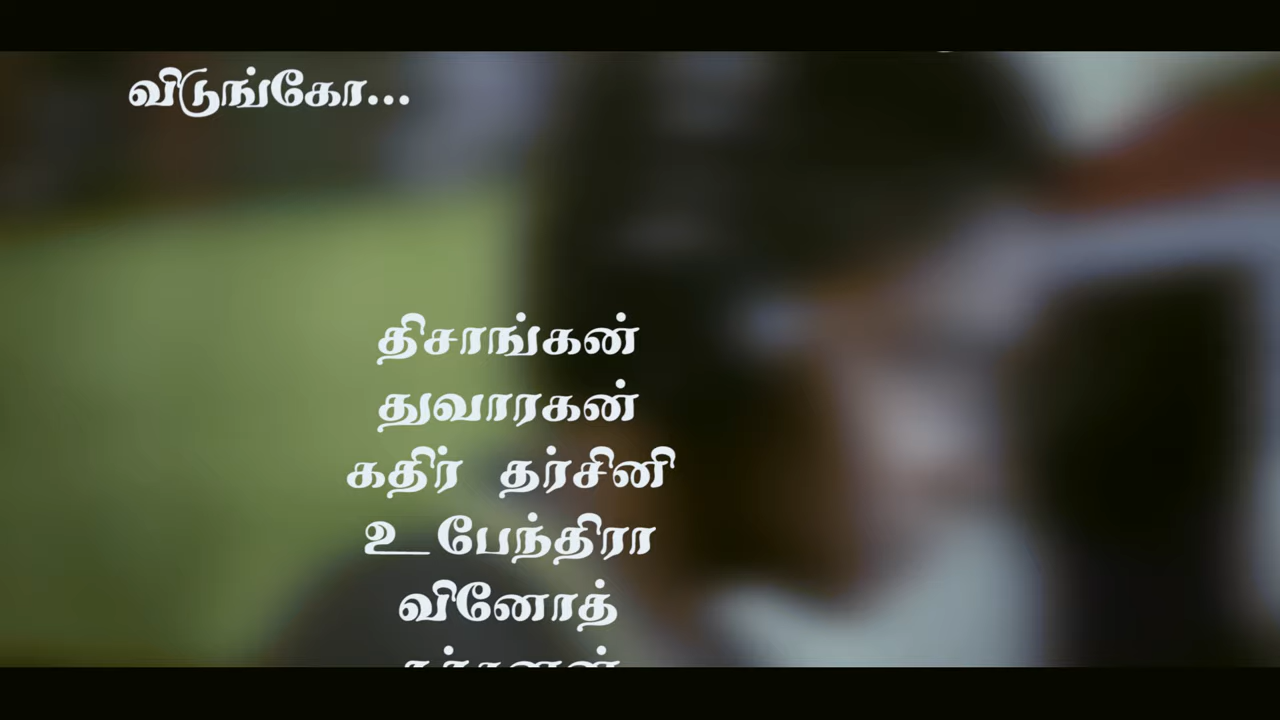 விடுங்கோ...
திசாங்கன்
துவாரகன்
கதிர் தர்சினி
உபேந்திரா
வினோத்